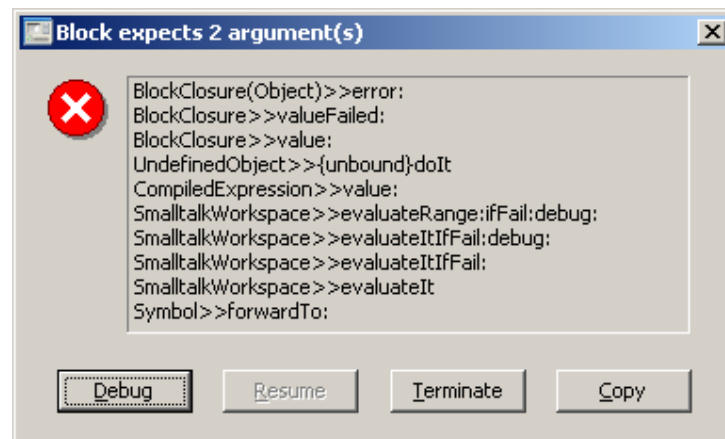 Block expects 2 argument(s)
BlockClosure(Object)>>error:
BlockClosure>>valueFailed:
BlockClosure>>value:
UndefinedObject>>{unbound}doIt
CompiledExpression>>value:
SmalltalkWorkspace>>evaluateRange:ifFail:debug:
SmalltalkWorkspace>>evaluateItIfFail:debug:
SmalltalkWorkspace>>evaluateItIfFail:
SmalltalkWorkspace>>evaluateIt
Symbol>>forwardTo:
Debug Resume Terminate Copy